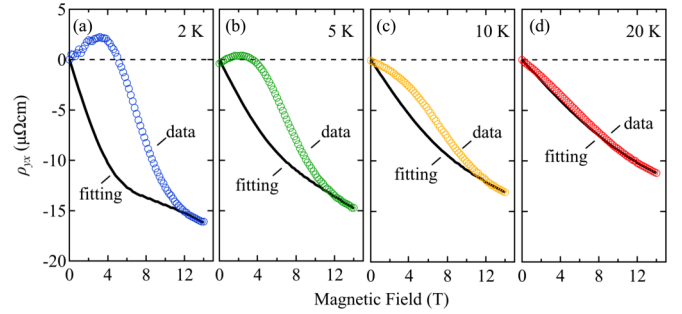 (a) 2 K
(b) 5 K
(c) 10 K
(d) 20 K
0
-5
-10
-15
-20
ρyx (μΩcm)
data
fitting
data
fitting
data
fitting
data
fitting
0 4 8 12
0 4 8 12
0 4 8 12
0 4 8 12
Magnetic Field (T)